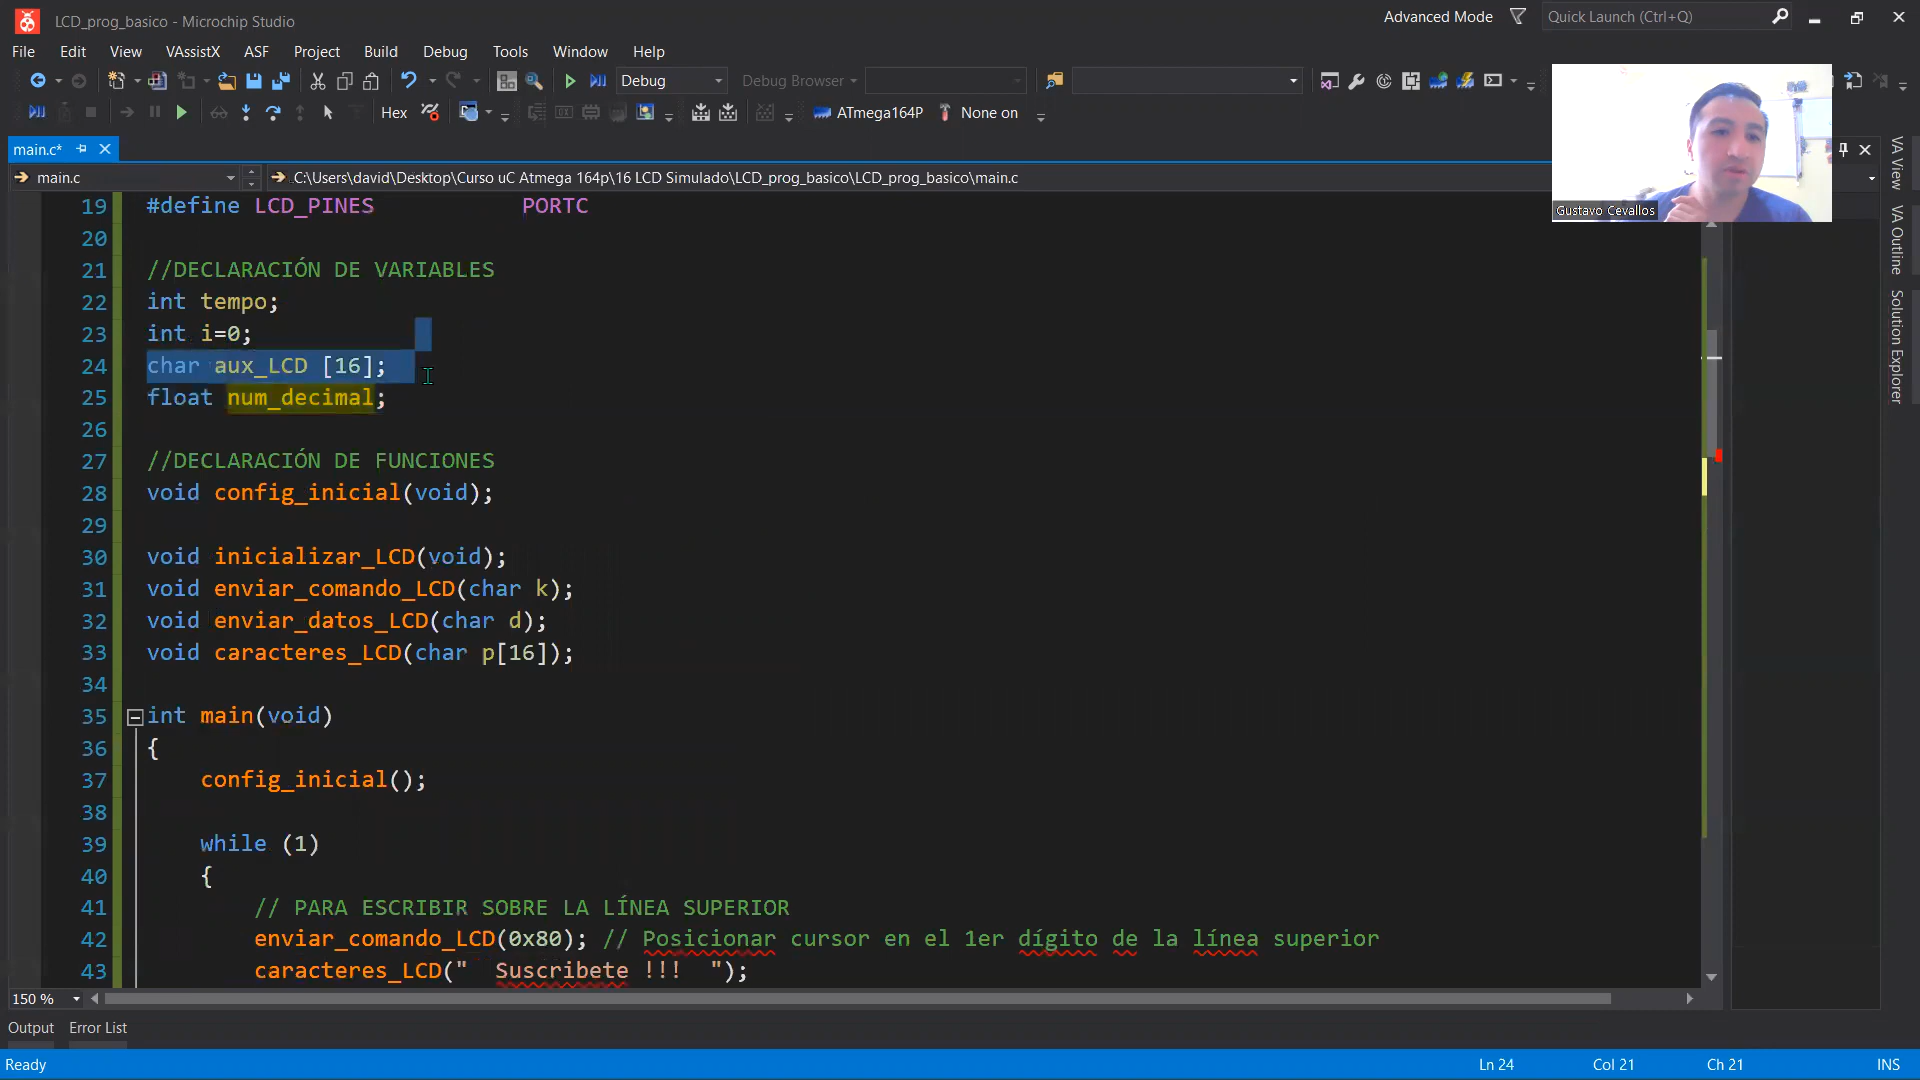 LCD_prog_basico - Microchip Studio
Advanced Mode
Quick Launch (Ctrl+Q)
File Edit View VAssistX ASF Project Build Debug Tools Window Help
Debug
Debug Browser
Hex
ATmega164P
None on
main.c*
main.c
C:\Users\david\Desktop\Curso uC Atmega 164p\16 LCD Simulado\LCD_prog_basico\LCD_prog_basico\main.c
Gustavo Cevallos
VA View
VA Outline
Solution Explorer
19 #define LCD_PINES PORTC
20
21 //DECLARACIÓN DE VARIABLES
22 int tempo;
23 int i=0;
24 char aux_LCD [16];
25 float num_decimal;
26
27 //DECLARACIÓN DE FUNCIONES
28 void config_inicial(void);
29
30 void inicializar_LCD(void);
31 void enviar_comando_LCD(char k);
32 void enviar_datos_LCD(char d);
33 void caracteres_LCD(char p[16]);
34
35 int main(void)
36 {
37 config_inicial();
38
39 while (1)
40 {
41 // PARA ESCRIBIR SOBRE LA LÍNEA SUPERIOR
42 enviar_comando_LCD(0x80); // Posicionar cursor en el 1er dígito de la línea superior
43 caracteres_LCD("  Suscribete !!!  ");
150 %
Output Error List
Ready
Ln 24 Col 21 Ch 21 INS